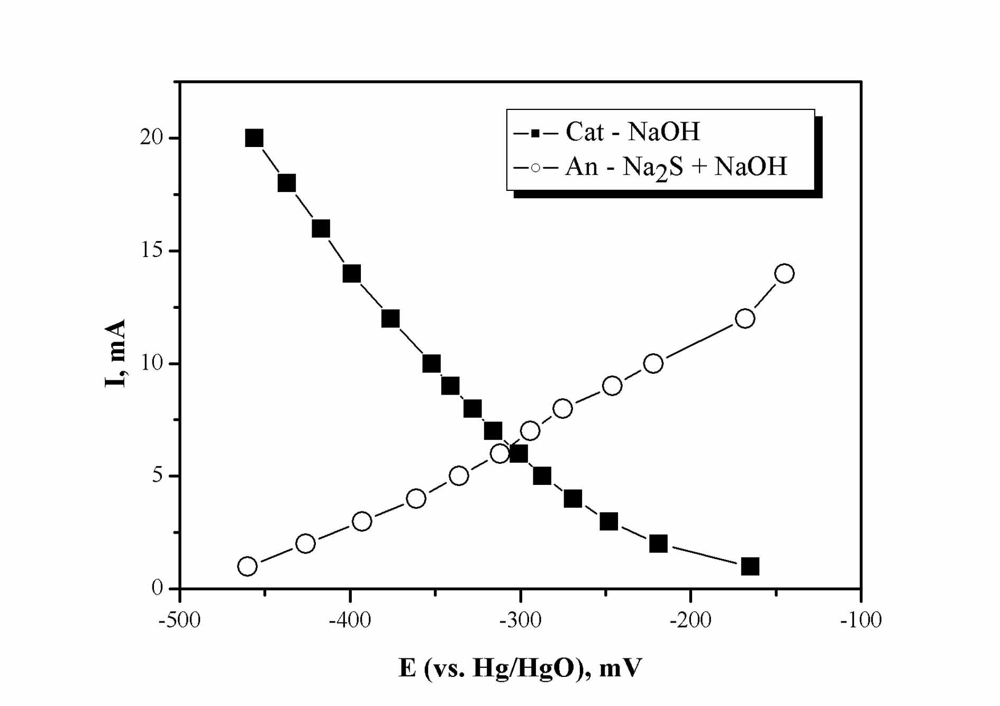 Cat - NaOH
An - Na2S + NaOH
20
15
10
5
0
I, mA
-500 -400 -300 -200 -100
E (vs. Hg/HgO), mV